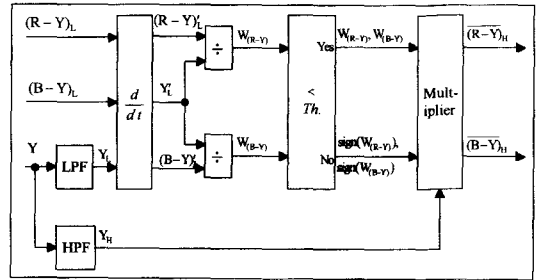 (R−Y)L
(R−Y)'L
W(R−Y)
W(R−Y), W(B−Y)
(R−Y)H
÷
Yes
(B−Y)L
d
dt
Y'L
<
Th.
Mult-
iplier
Y
LPF
YL
(B−Y)'L
÷
W(B−Y)
No
sign(W(R−Y)),
sign(W(B−Y))
(B−Y)H
HPF
YH